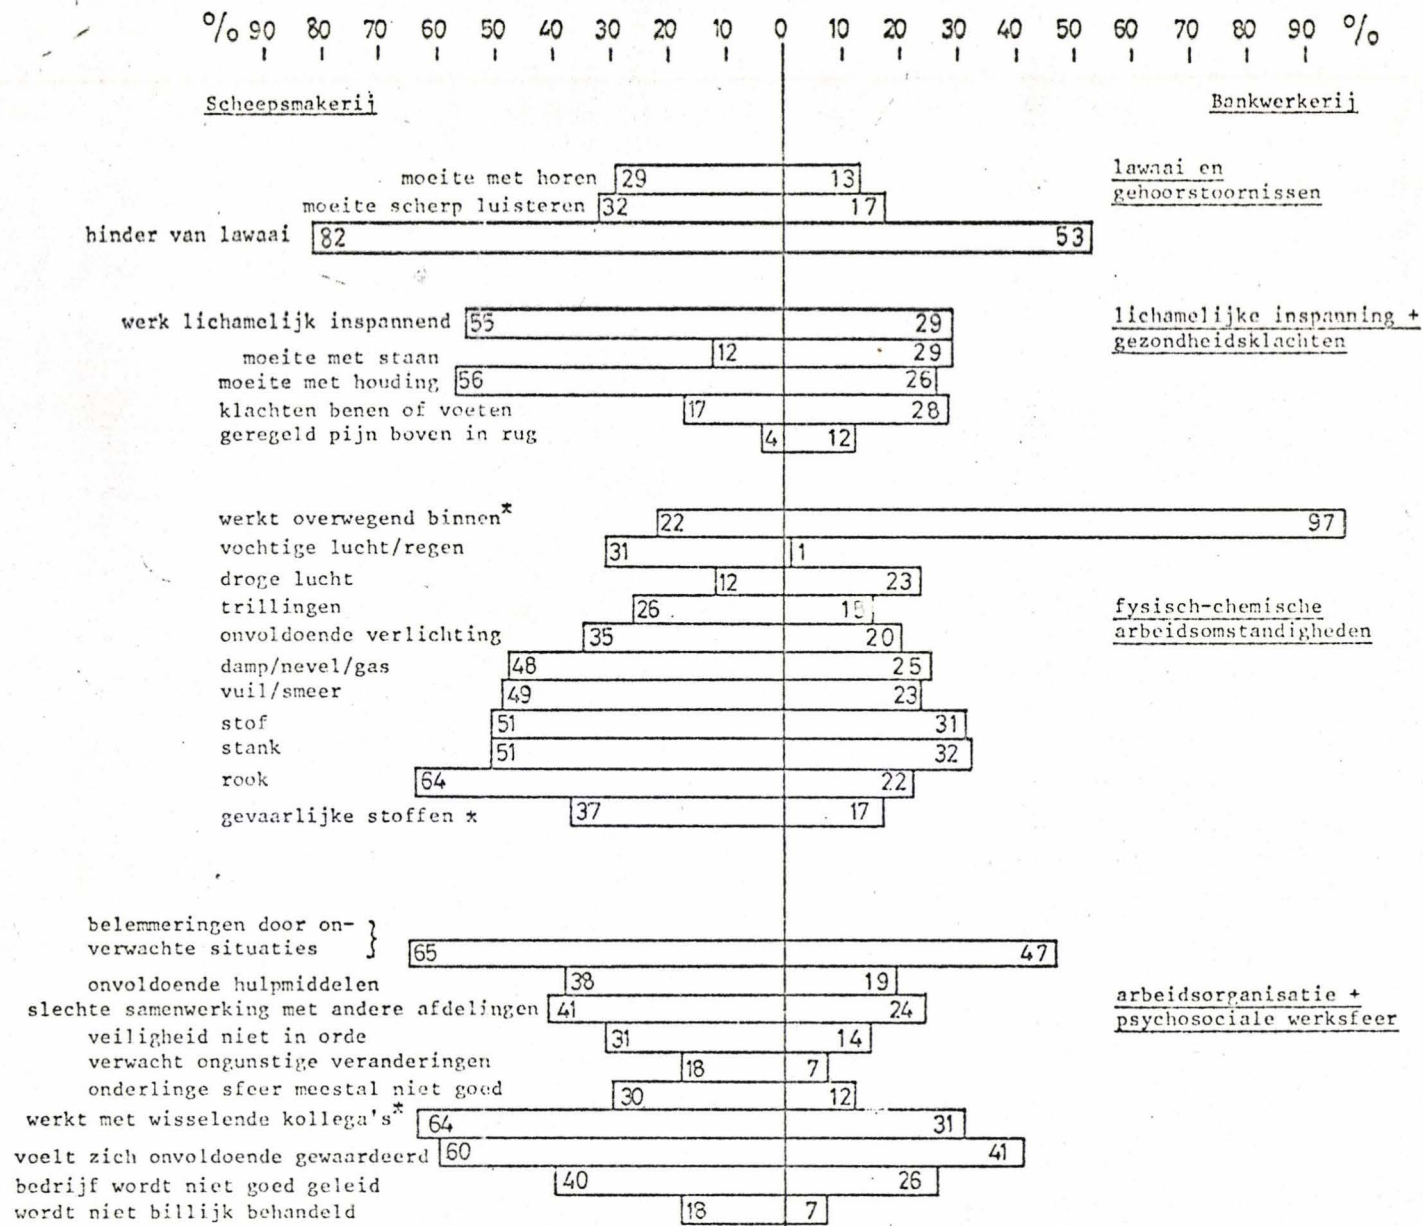 % 90 80 70 60 50 40 30 20 10 0 10 20 30 40 50 60 70 80 90 %
Scheepsmakerij Bankwerkerij
moeite met horen 29 13 lawaai en
moeite scherp luisteren 32 17 gehoorstoornissen
hinder van lawaai 82 53
werk lichamelijk inspannend 55 29 lichamelijke inspanning +
moeite met staan 12 29 gezondheidsklachten
moeite met houding 56 26
klachten benen of voeten 17 28
geregeld pijn boven in rug 4 12
werkt overwegend binnen* 22 97
vochtige lucht/regen 31 1
droge lucht 12 23
trillingen 26 15 fysisch-chemische
onvoldoende verlichting 35 20 arbeidsomstandigheden
damp/nevel/gas 48 25
vuil/smeer 49 23
stof 51 31
stank 51 32
rook 64 22
gevaarlijke stoffen * 37 17
belemmeringen door on-
verwachte situaties } 65 47
onvoldoende hulpmiddelen 38 19
slechte samenwerking met andere afdelingen 41 24 arbeidsorganisatie +
veiligheid niet in orde 31 14 psychosociale werksfeer
verwacht ongunstige veranderingen 18 7
onderlinge sfeer meestal niet goed 30 12
werkt met wisselende kollega's* 64 31
voelt zich onvoldoende gewaardeerd 60 41
bedrijf wordt niet goed geleid 40 26
wordt niet billijk behandeld 18 7